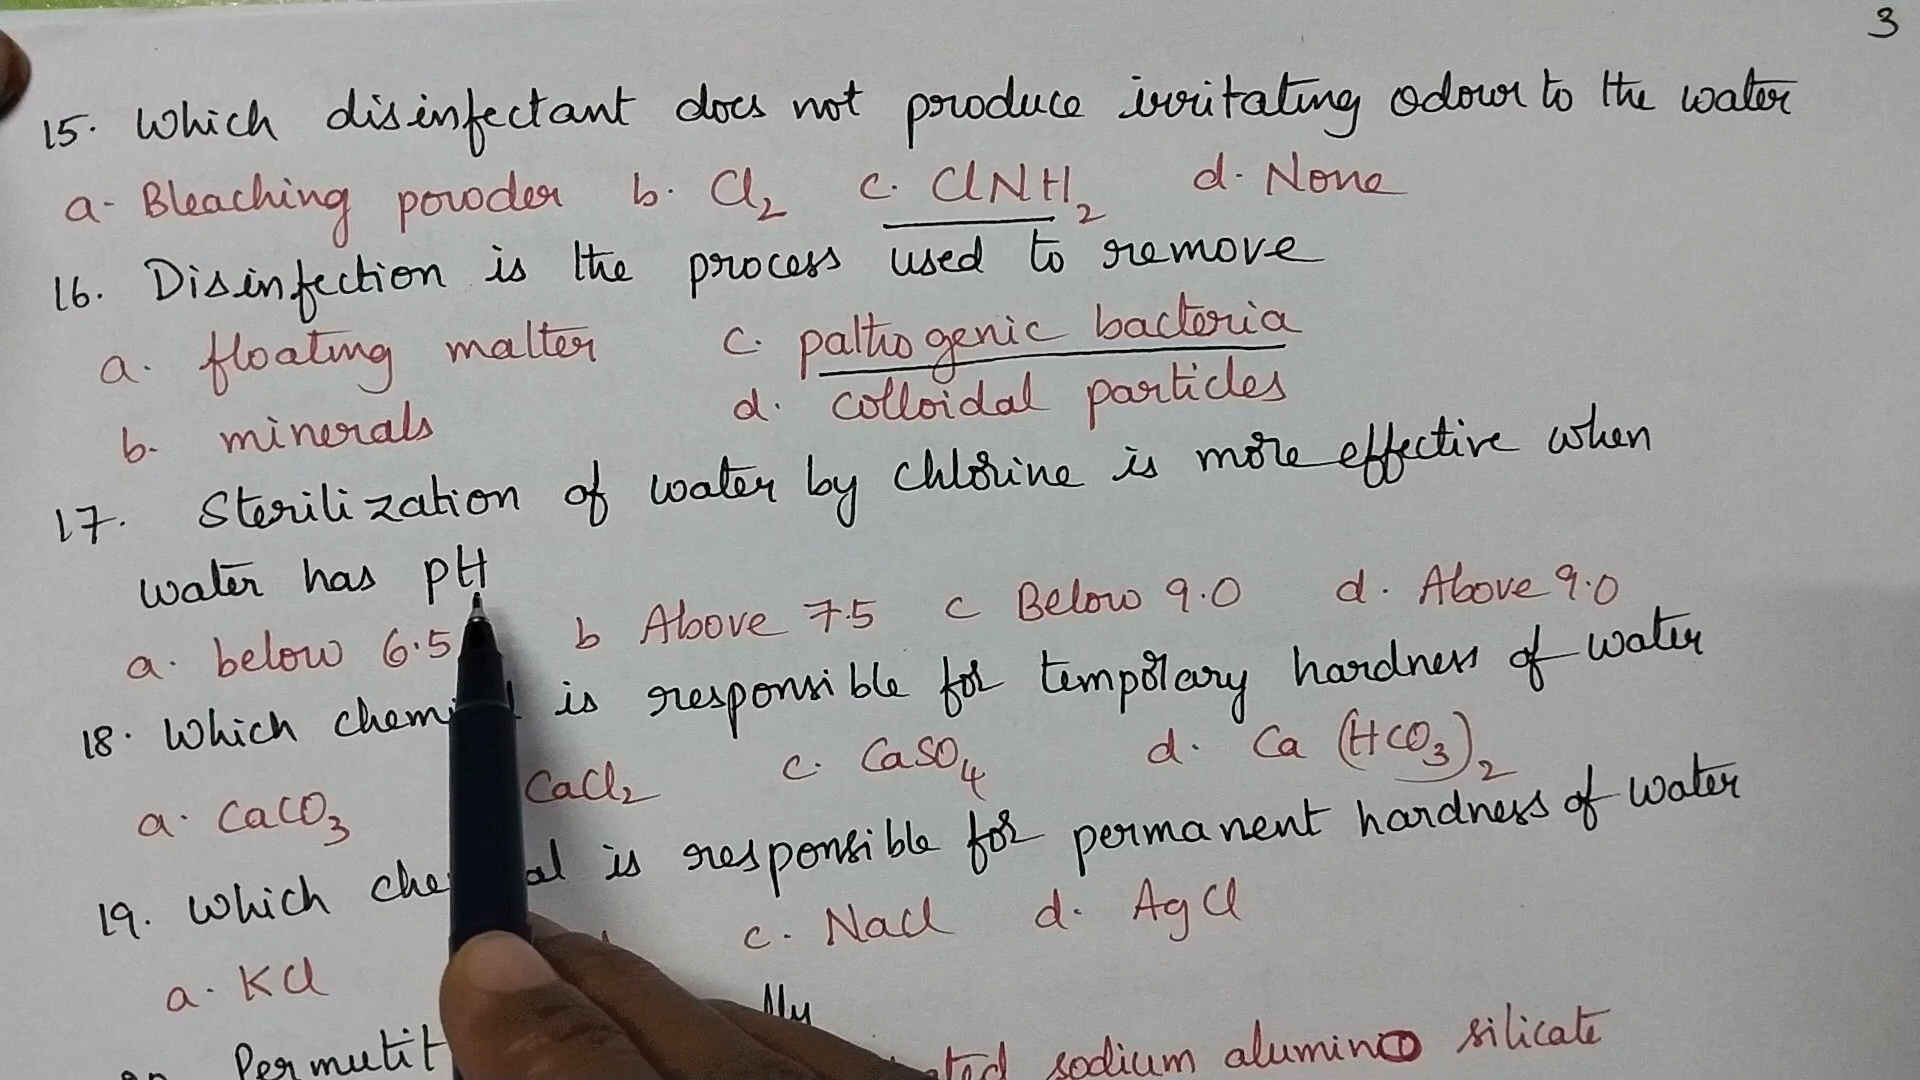 3
15. Which disinfectant does not produce irritating odour to the water
a. Bleaching powder b. Cl2 c. ClNH2 d. None
16. Disinfection is the process used to remove
a. floating matter c. pathogenic bacteria
b. minerals d. colloidal particles
17. Sterilization of water by chlorine is more effective when
water has pH
a. below 6.5 b Above 7.5 c Below 9.0 d. Above 9.0
18. Which is responsible for temporary hardness of water
a. CaCO3 CaCl2 c. CaSO4 d. Ca (HCO3)2
19. Which is responsible for permanent hardness of water
a. KCl c. NaCl d. AgCl
Permutit sodium alumino silicate